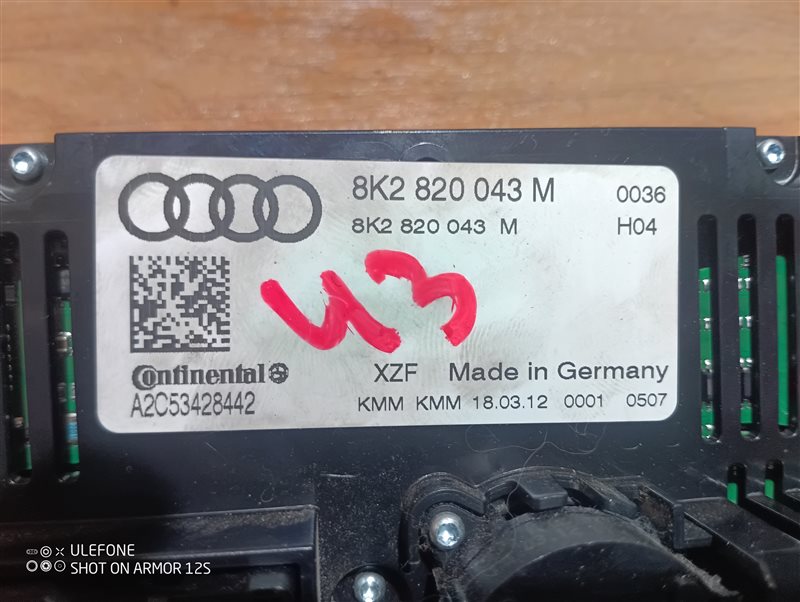 8K2 820 043 M 0036
8K2 820 043 M H04
43
Continental
A2C53428442
XZF Made in Germany
KMM KMM 18.03.12 0001 0507
ULEFONE
SHOT ON ARMOR 12S